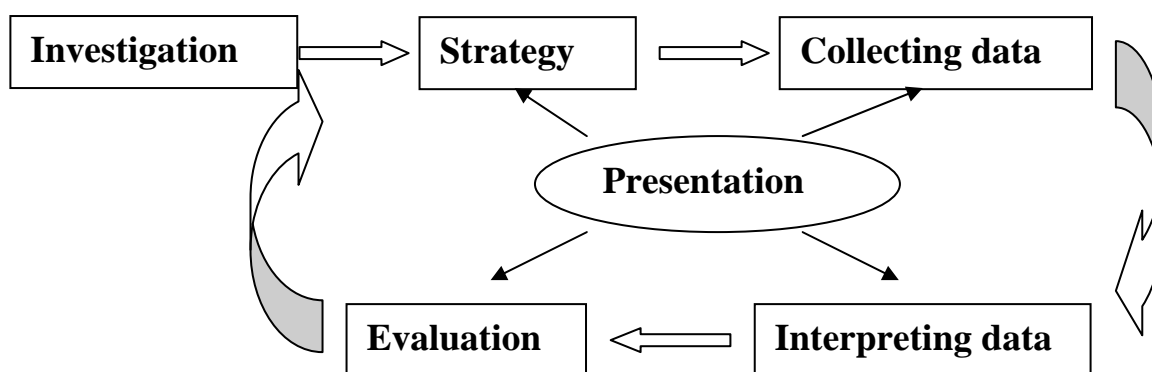 Investigation
Strategy
Collecting data
Presentation
Evaluation
Interpreting data